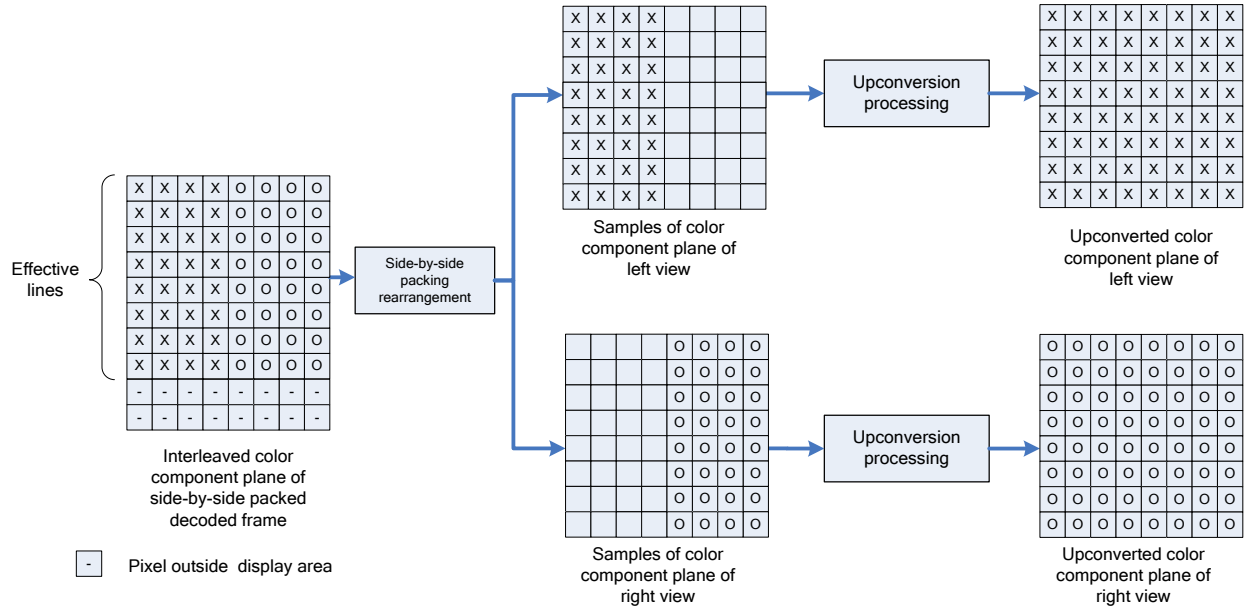 X X X X
X X X X
X X X X
X X X X
X X X X
X X X X
X X X X
X X X X
Samples of color
component plane of
left view
Upconversion
processing
X X X X X X X X
X X X X X X X X
X X X X X X X X
X X X X X X X X
X X X X X X X X
X X X X X X X X
X X X X X X X X
X X X X X X X X
Upconverted color
component plane of
left view
Effective
lines
X X X X O O O O
X X X X O O O O
X X X X O O O O
X X X X O O O O
X X X X O O O O
X X X X O O O O
X X X X O O O O
X X X X O O O O
- - - - - - - -
- - - - - - - -
Interleaved color
component plane of
side-by-side packed
decoded frame
- Pixel outside display area
Side-by-side
packing
rearrangement
O O O O
O O O O
O O O O
O O O O
O O O O
O O O O
O O O O
O O O O
Samples of color
component plane of
right view
Upconversion
processing
O O O O O O O O
O O O O O O O O
O O O O O O O O
O O O O O O O O
O O O O O O O O
O O O O O O O O
O O O O O O O O
O O O O O O O O
Upconverted color
component plane of
right view